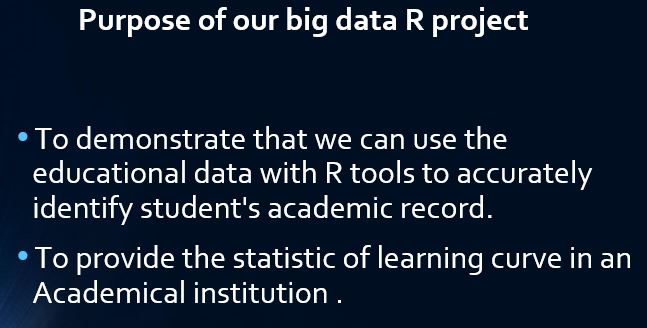 Purpose of our big data R project
• To demonstrate that we can use the
educational data with R tools to accurately
identify student's academic record.
• To provide the statistic of learning curve in an
Academical institution .